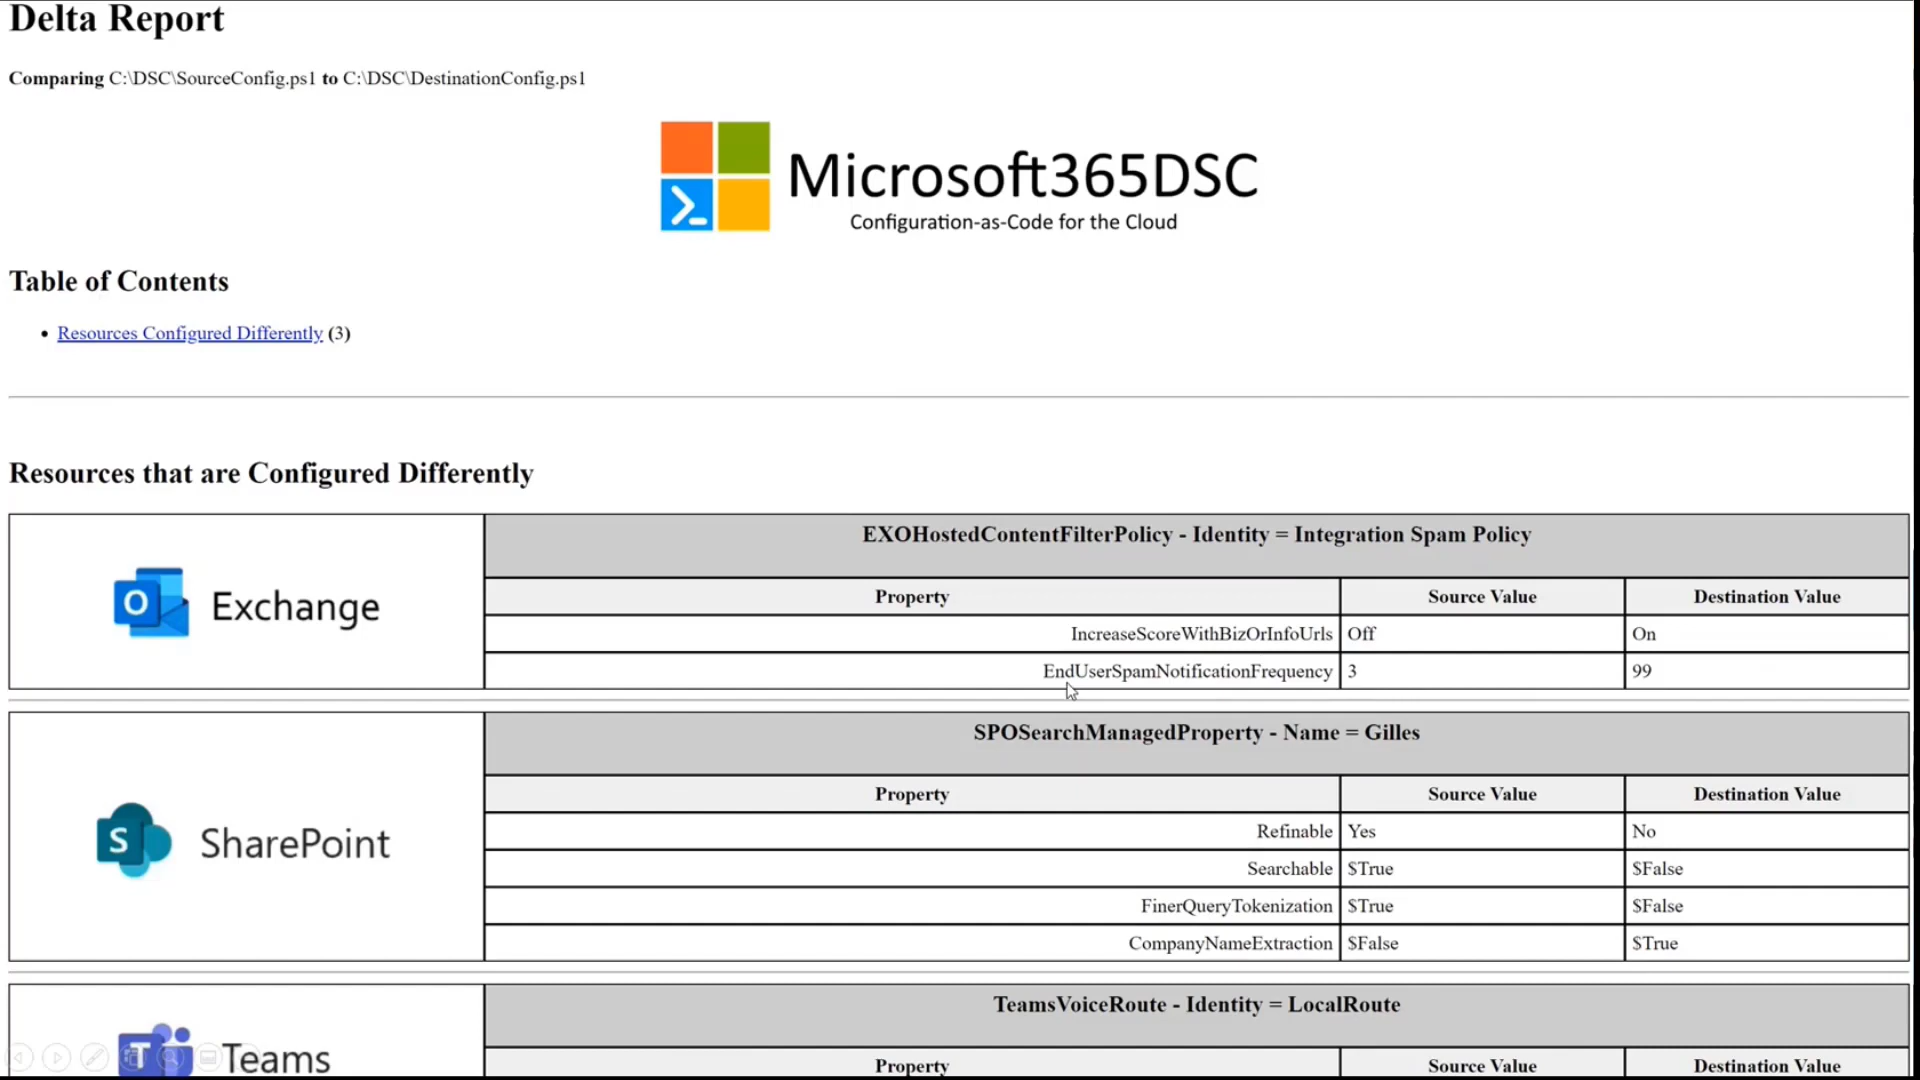 Delta Report
Comparing C:\DSC\SourceConfig.ps1 to C:\DSC\DestinationConfig.ps1
Microsoft365DSC
Configuration-as-Code for the Cloud
Table of Contents
• Resources Configured Differently (3)
Resources that are Configured Differently
Exchange
EXOHostedContentFilterPolicy - Identity = Integration Spam Policy
Property Source Value Destination Value
IncreaseScoreWithBizOrInfoUrls Off On
EndUserSpamNotificationFrequency 3 99
SharePoint
SPOSearchManagedProperty - Name = Gilles
Property Source Value Destination Value
Refinable Yes No
Searchable $True $False
FinerQueryTokenization $True $False
CompanyNameExtraction $False $True
Teams
TeamsVoiceRoute - Identity = LocalRoute
Property Source Value Destination Value